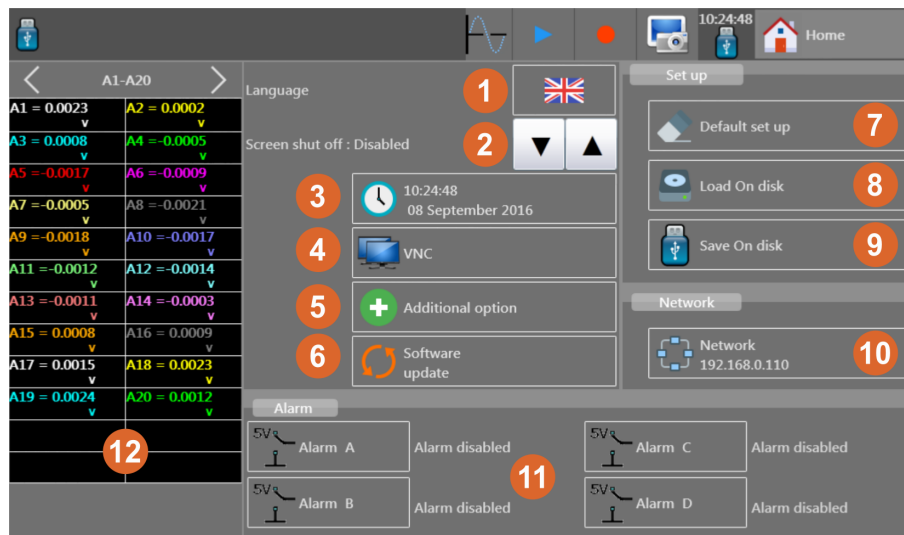 10:24:48
Home
A1-A20
A1 = 0.0023
V
A2 = 0.0002
V
A3 = 0.0008
V
A4 =-0.0005
V
A5 =-0.0017
V
A6 =-0.0009
V
A7 =-0.0005
V
A8 =-0.0021
V
A9 =-0.0018
V
A10 =-0.0017
V
A11 =-0.0012
V
A12 =-0.0014
V
A13 =-0.0011
V
A14 =-0.0003
V
A15 = 0.0008
V
A16 = 0.0009
V
A17 = 0.0015
V
A18 = 0.0023
V
A19 = 0.0024
V
A20 = 0.0012
V
12
Language
1
Screen shut off : Disabled
2
3
10:24:48
08 September 2016
4
VNC
5
Additional option
6
Software
update
Set up
Default set up
7
Load On disk
8
Save On disk
9
Network
Network
192.168.0.110
10
Alarm
5V
Alarm A
Alarm disabled
5V
Alarm B
Alarm disabled
11
5V
Alarm C
Alarm disabled
5V
Alarm D
Alarm disabled